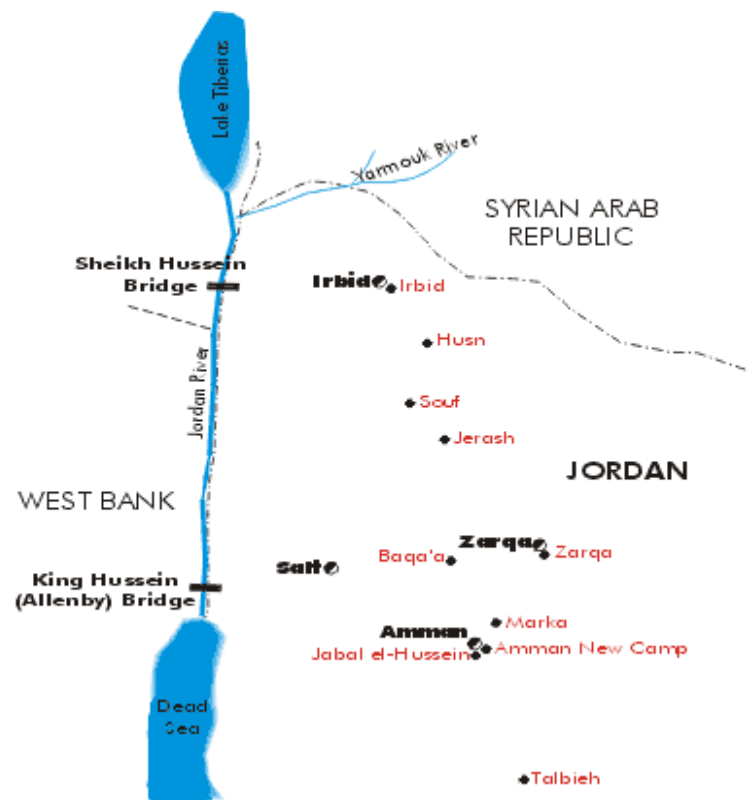 Lake Tiberias
Yarmouk River
SYRIAN ARAB
REPUBLIC
Sheikh Hussein
Bridge
Irbid
Irbid
Husn
Jordan River
Souf
Jerash
JORDAN
WEST BANK
Zarqa
Baqa'a
Zarqa
Salt
King Hussein
(Allenby) Bridge
Marka
Amman
Amman New Camp
Jabal el-Hussein
Dead
Sea
Talbieh